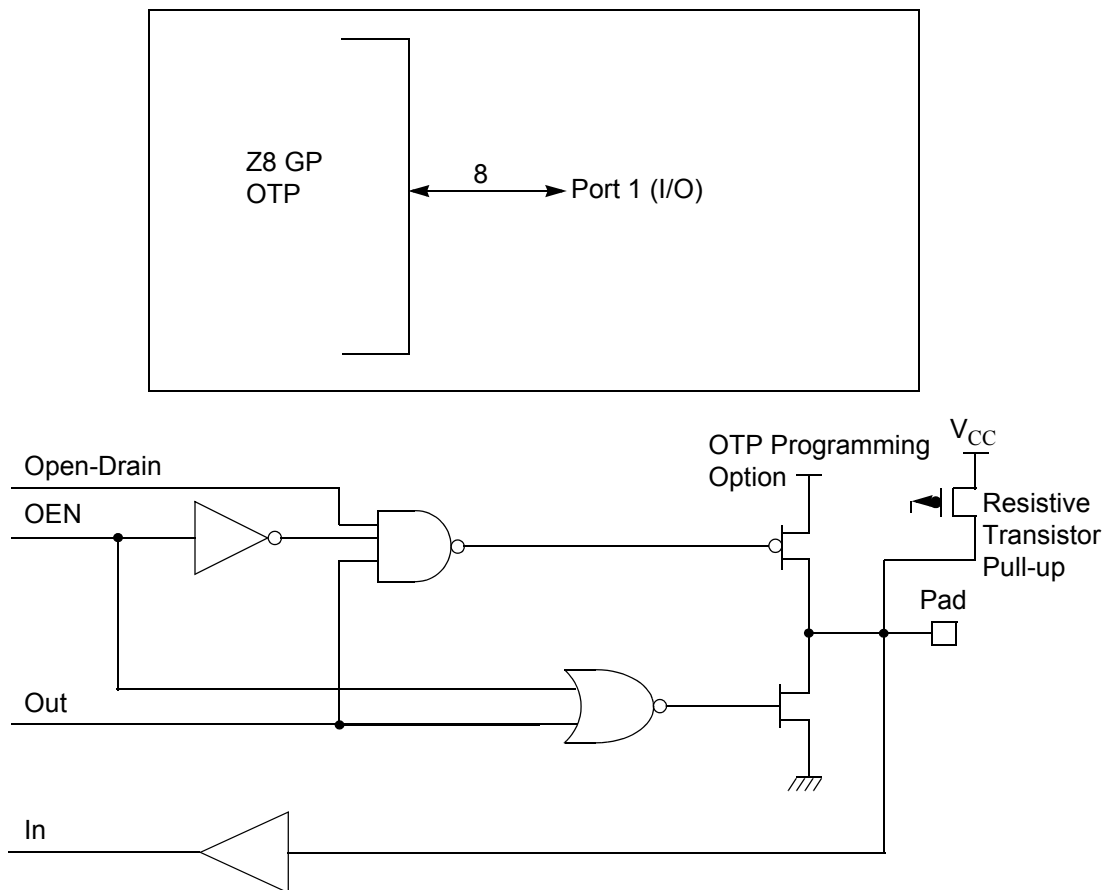 Z8 GP
OTP
8
Port 1 (I/O)
Open-Drain
OEN
OTP Programming
Option
VCC
Resistive
Transistor
Pull-up
Pad
Out
In